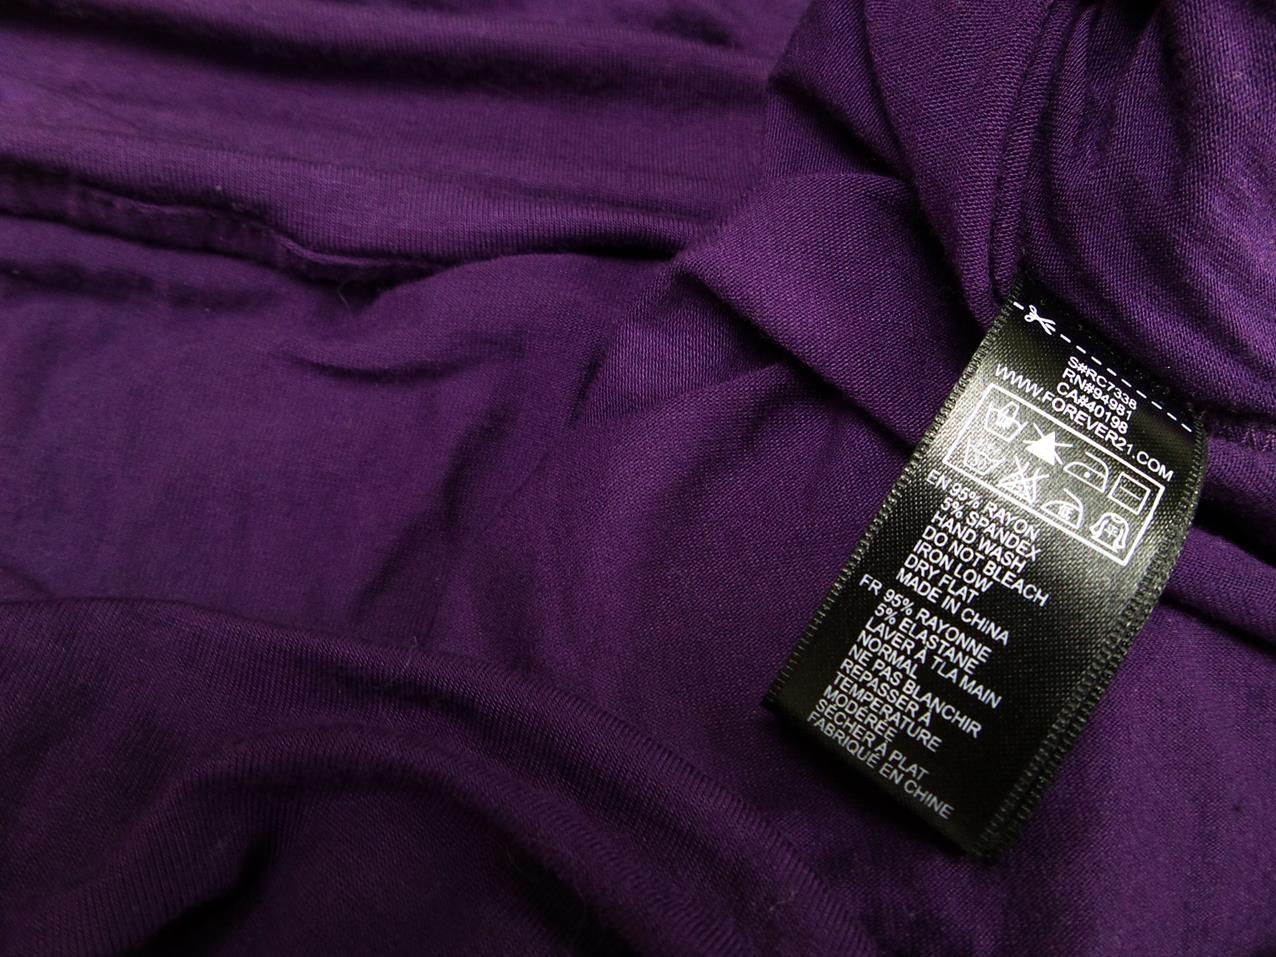 S#RC7338
RN#94981
CA#40198
WWW.FOREVER21.COM
EN 95% RAYON
5% SPANDEX
HAND WASH
DO NOT BLEACH
IRON LOW
DRY FLAT
MADE IN CHINA
FR 95% RAYONNE
5% ELASTANE
LAVER À TLA MAIN
NORMAL
NE PAS BLANCHIR
REPASSER À
TEMPERATURE
MODÉRÉE
SÉCHER À PLAT
FABRIQUÉ EN CHINE